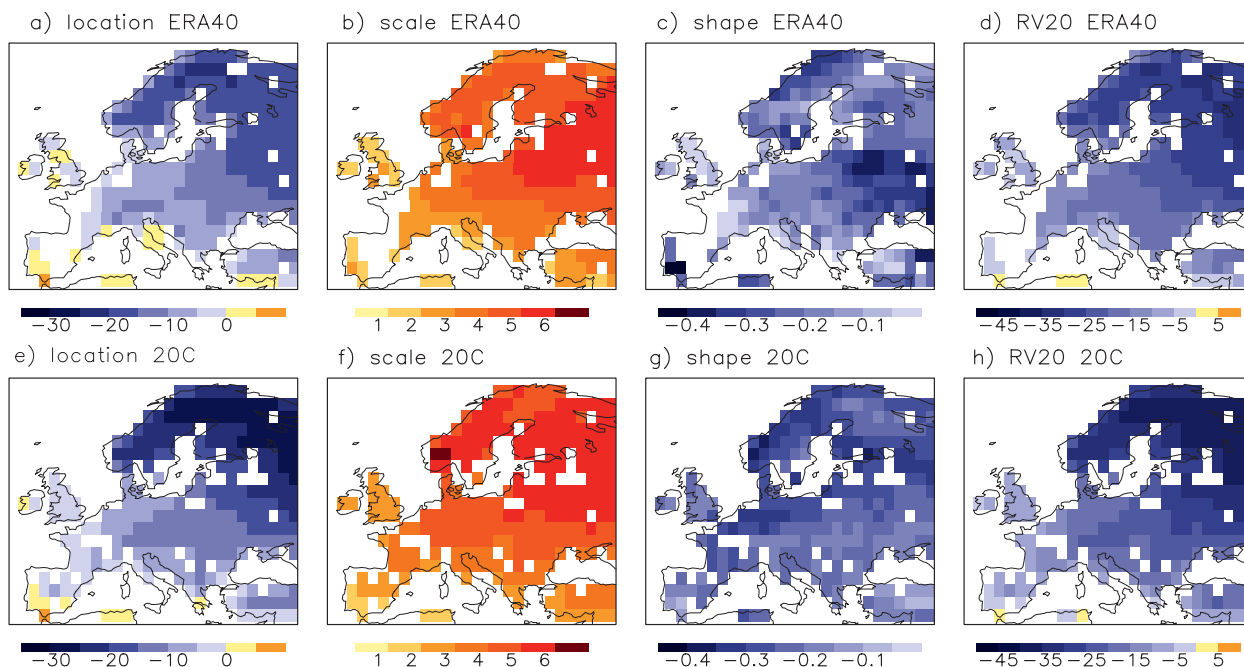 a) location ERA40
b) scale ERA40
c) shape ERA40
d) RV20 ERA40
−30 −20 −10 0
1 2 3 4 5 6
−0.4 −0.3 −0.2 −0.1
−45 −35 −25 −15 −5 5
e) location 20C
f) scale 20C
g) shape 20C
h) RV20 20C
−30 −20 −10 0
1 2 3 4 5 6
−0.4 −0.3 −0.2 −0.1
−45 −35 −25 −15 −5 5